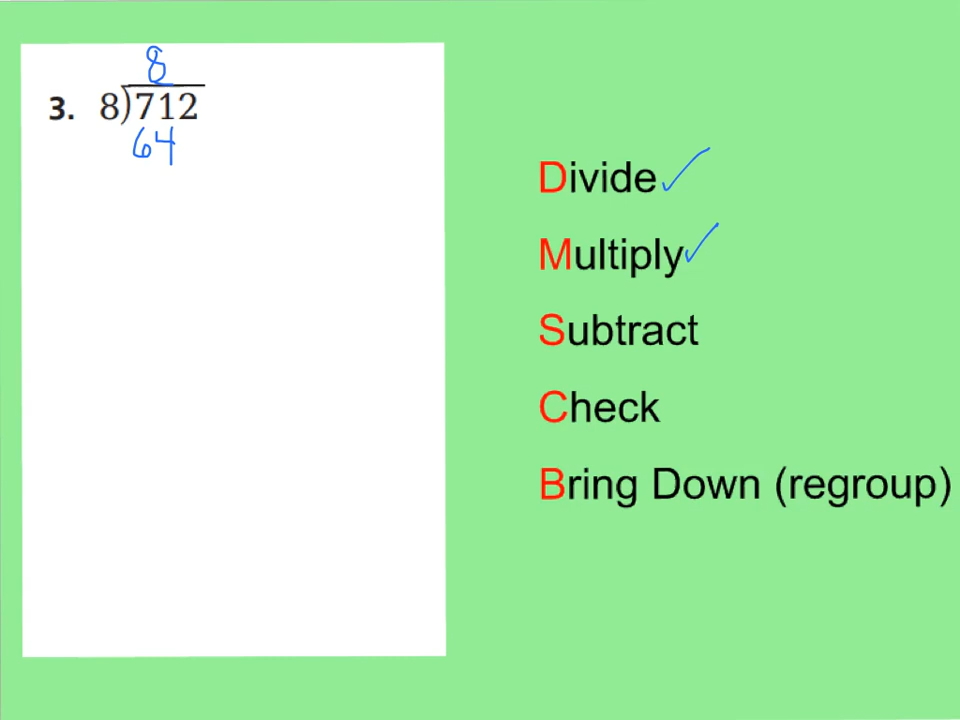 8
3. 8)712
64
Divide✓
Multiply✓
Subtract
Check
Bring Down (regroup)